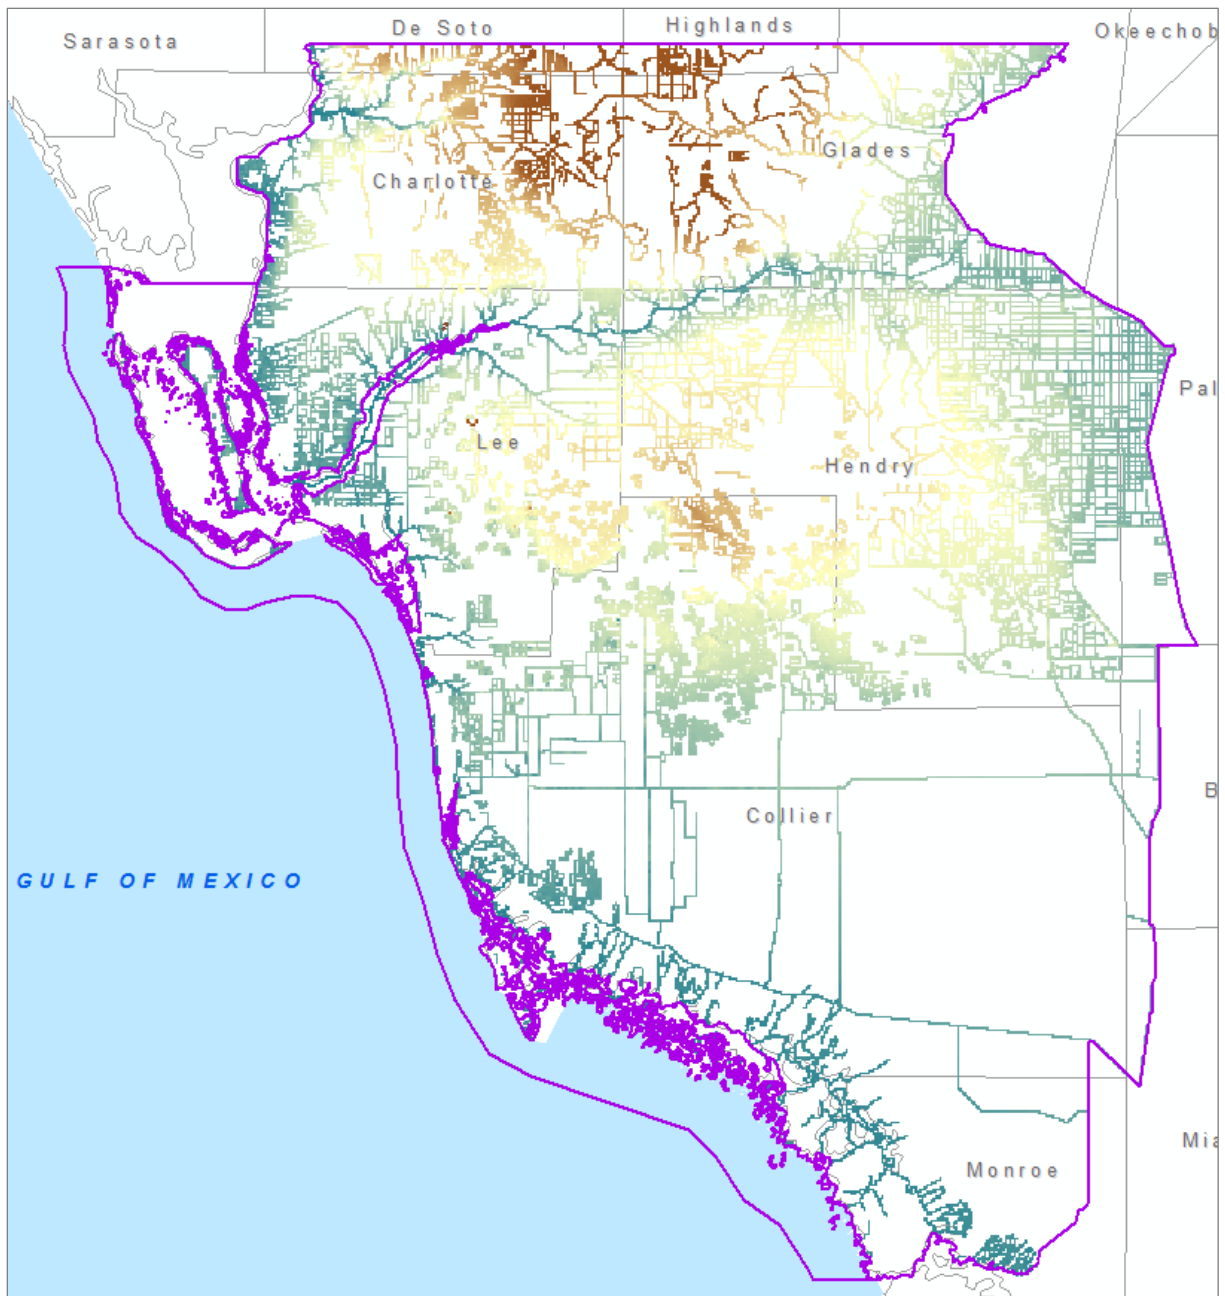 De Soto
Highlands
Okeechob
Sarasota
Glades
Charlotte
Pal
Lee
Hendry
B
Collier
GULF OF MEXICO
Mia
Monroe